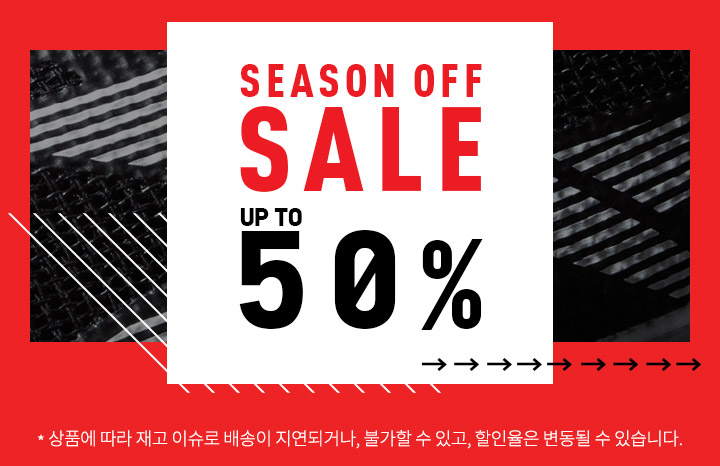 SEASON OFF
SALE
UP TO
50%
* 상품에 따라 재고 이슈로 배송이 지연되거나, 불가할 수 있고, 할인율은 변동될 수 있습니다.